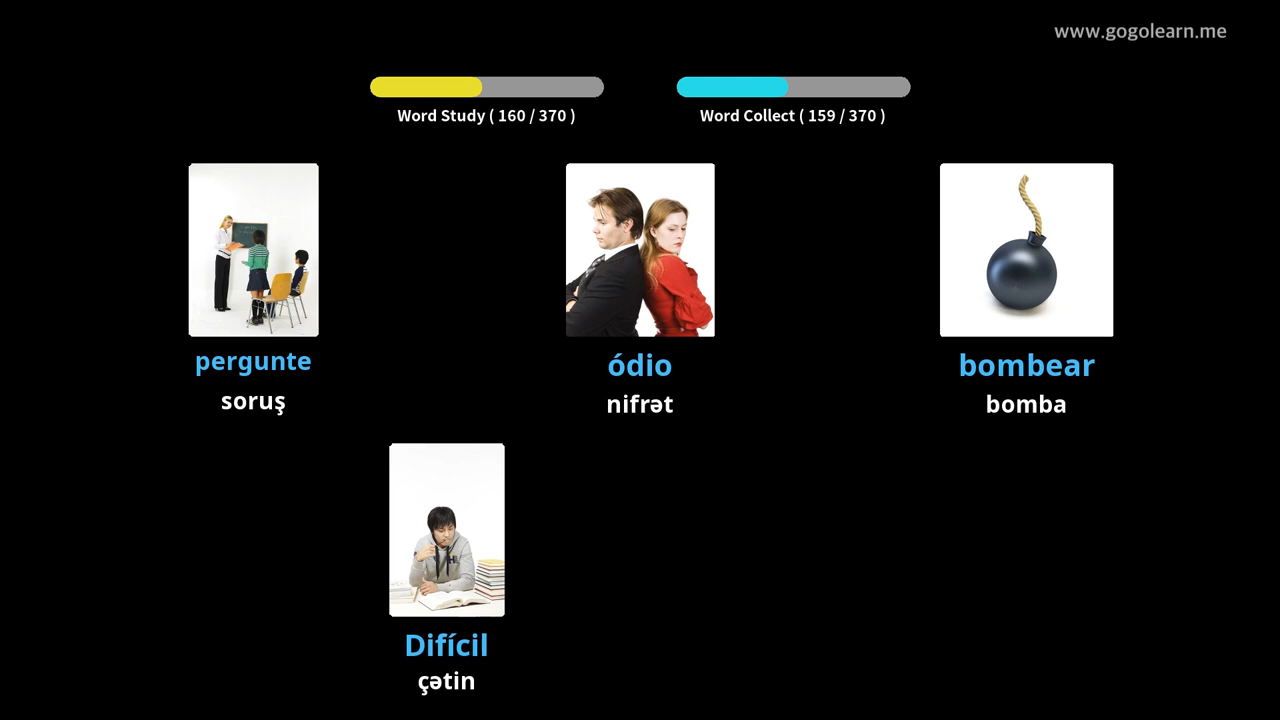 www.gogolearn.me
Word Study ( 160 / 370 )
Word Collect ( 159 / 370 )
pergunte
soruş
ódio
nifrət
bombear
bomba
Difícil
çətin